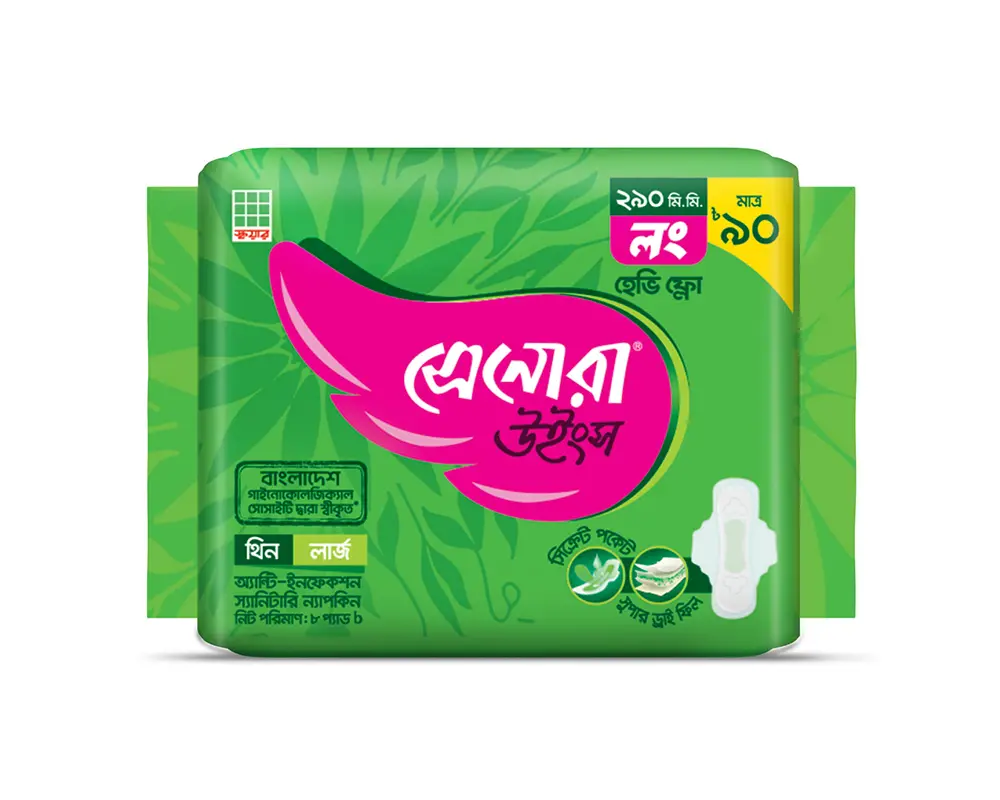 স্কয়ার
২৯০ মি.মি.
লং
হেভি ফ্লো
মাত্র
৳৯০
সেনোরা®
উইংস
বাংলাদেশ
গাইনোকোলজিক্যাল
সোসাইটি দ্বারা স্বীকৃত*
থিন লার্জ
অ্যান্টি-ইনফেকশন
স্যানিটারি ন্যাপকিন
নিট পরিমাণ: ৮ প্যাড
সিক্রেট পকেট
সুপার ড্রাই ফিল